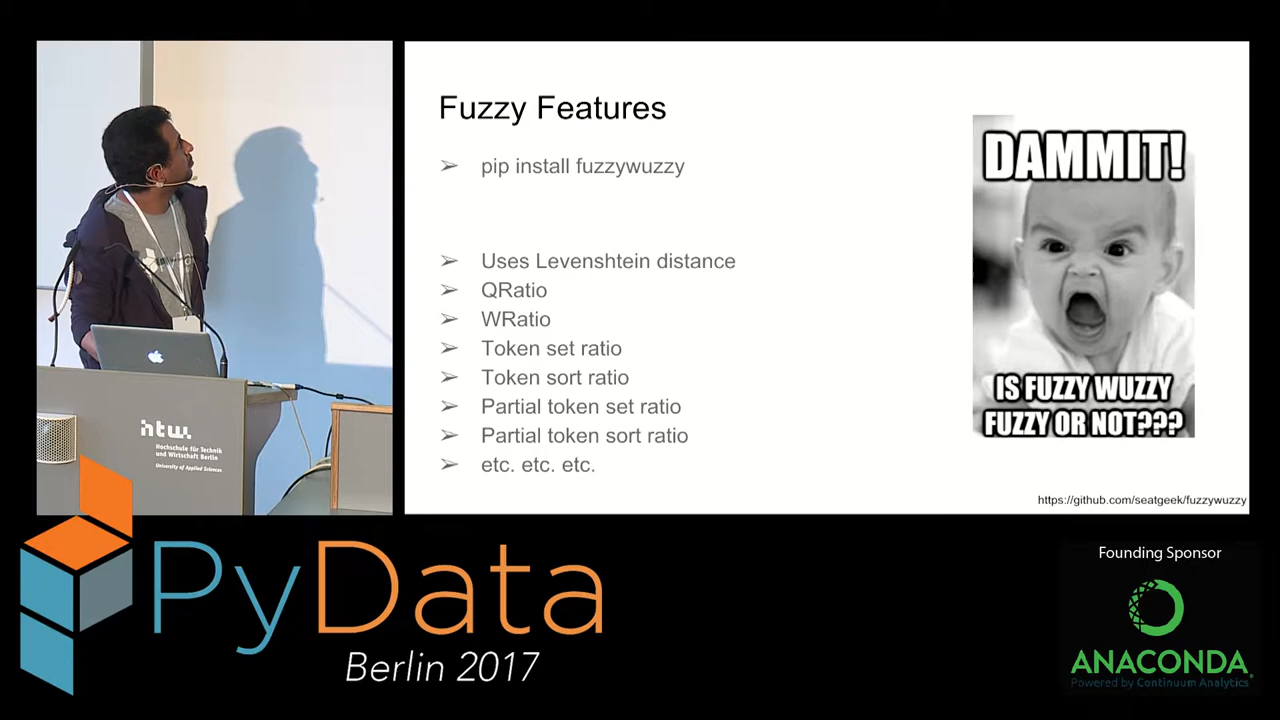 Fuzzy Features
➢ pip install fuzzywuzzy
➢ Uses Levenshtein distance
➢ QRatio
➢ WRatio
➢ Token set ratio
➢ Token sort ratio
➢ Partial token set ratio
➢ Partial token sort ratio
➢ etc. etc. etc.
DAMMIT!
IS FUZZY WUZZY
FUZZY OR NOT???
https://github.com/seatgeek/fuzzywuzzy
htw
Hochschule für Technik
und Wirtschaft Berlin
University of Applied Sciences
PyData
Berlin 2017
Founding Sponsor
ANACONDA
Powered by Continuum Analytics